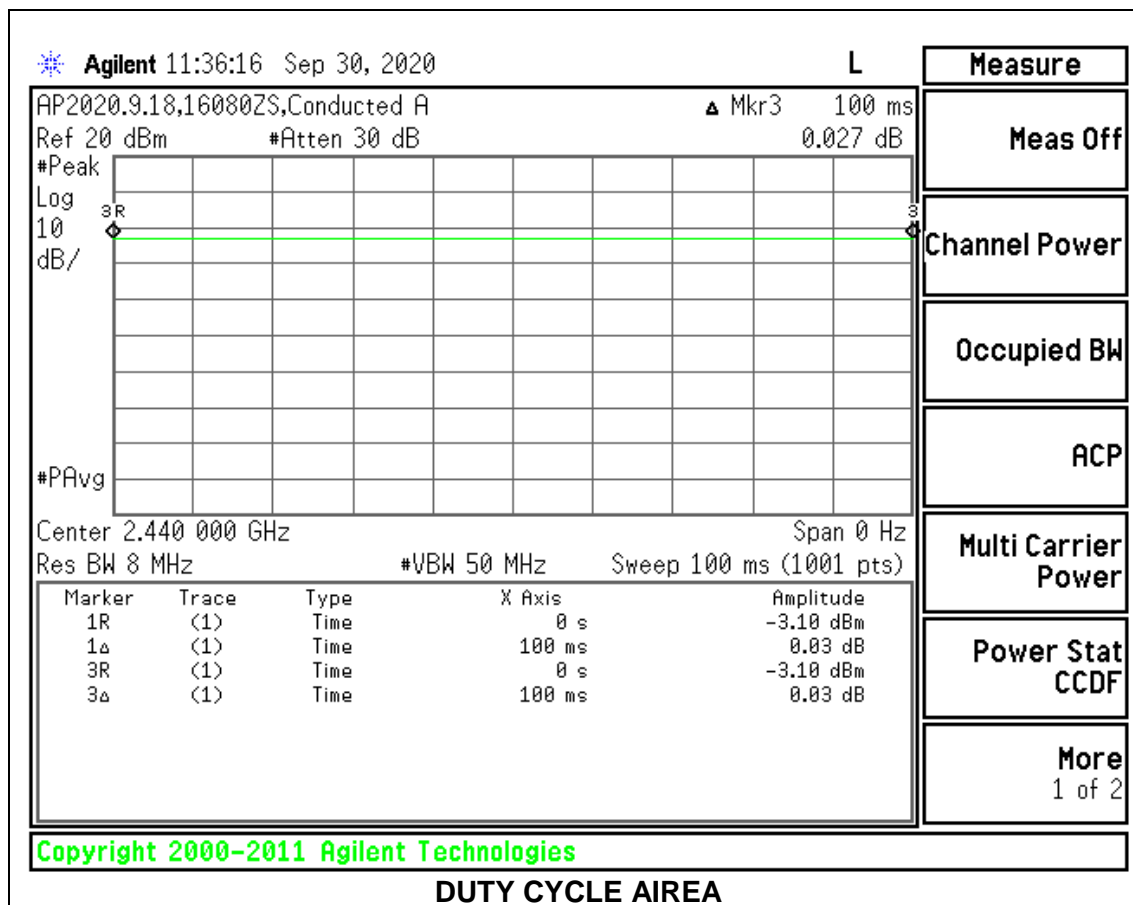 Agilent 11:36:16 Sep 30, 2020 L
Measure
AP2020.9.18,16080ZS,Conducted A
Δ Mkr3 100 ms
Ref 20 dBm #Atten 30 dB 0.027 dB
#Peak
Log
10
dB/
3R
3
#PAvg
Center 2.440 000 GHz Span 0 Hz
Res BW 8 MHz #VBW 50 MHz Sweep 100 ms (1001 pts)
Marker Trace Type X Axis Amplitude
1R (1) Time 0 s -3.10 dBm
1Δ (1) Time 100 ms 0.03 dB
3R (1) Time 0 s -3.10 dBm
3Δ (1) Time 100 ms 0.03 dB
Meas Off
Channel Power
Occupied BW
ACP
Multi Carrier
Power
Power Stat
CCDF
More
1 of 2
Copyright 2000-2011 Agilent Technologies
DUTY CYCLE AIREA